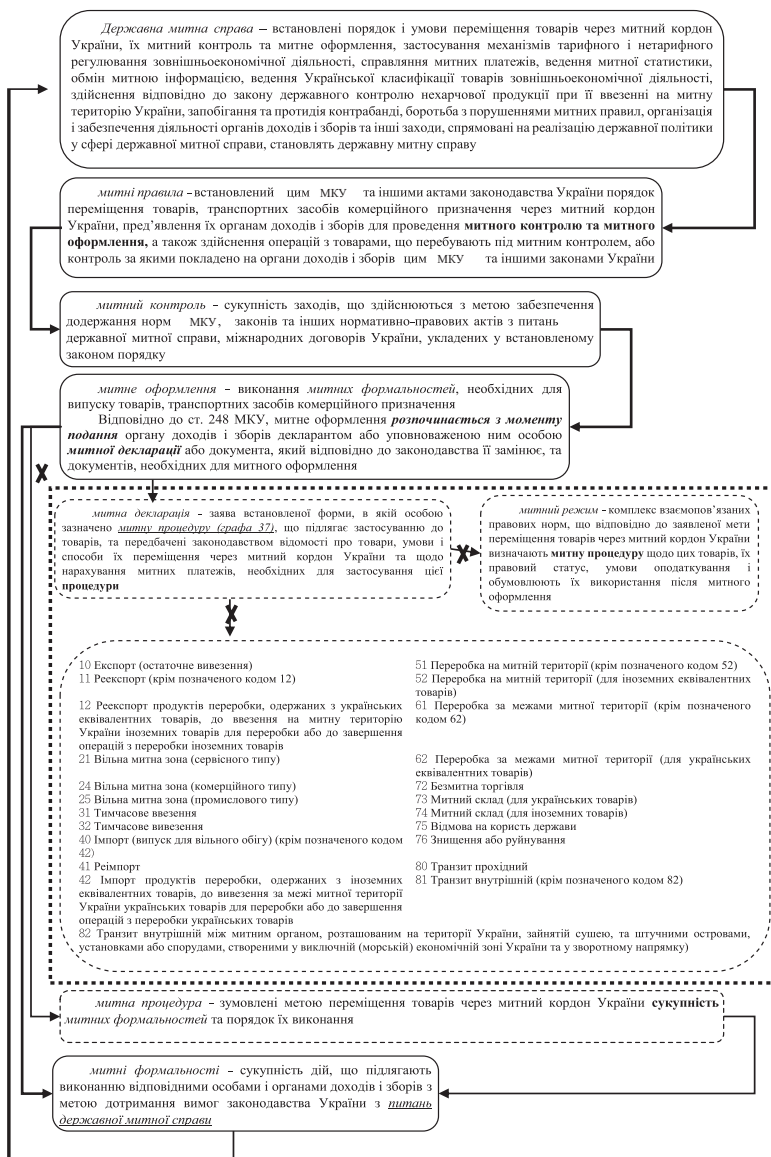 Державна митна справа – встановлені порядок і умови переміщення товарів через митний кордон
України, їх митний контроль та митне оформлення, застосування механізмів тарифного і нетарифного
регулювання зовнішньоекономічної діяльності, справляння митних платежів, ведення митної статистики,
обмін митною інформацією, ведення Української класифікації товарів зовнішньоекономічної діяльності,
здійснення відповідно до закону державного контролю нехарчової продукції при її ввезенні на митну
територію України, запобігання та протидія контрабанді, боротьба з порушеннями митних правил, організація
і забезпечення діяльності органів доходів і зборів та інші заходи, спрямовані на реалізацію державної політики
у сфері державної митної справи, становлять державну митну справу
митні правила – встановлений цим МКУ та іншими актами законодавства України порядок
переміщення товарів, транспортних засобів комерційного призначення через митний кордон
України, пред’явлення їх органам доходів і зборів для проведення митного контролю та митного
оформлення, а також здійснення операцій з товарами, що перебувають під митним контролем, або
контроль за якими покладено на органи доходів і зборів цим МКУ та іншими законами України
митний контроль – сукупність заходів, що здійснюються з метою забезпечення
додержання норм МКУ, законів та інших нормативно-правових актів з питань
державної митної справи, міжнародних договорів України, укладених у встановленому
законом порядку
митне оформлення – виконання митних формальностей, необхідних для
випуску товарів, транспортних засобів комерційного призначення
Відповідно до ст. 248 МКУ, митне оформлення розпочинається з моменту
подання органу доходів і зборів декларантом або уповноваженою ним особою
митної декларації або документа, який відповідно до законодавства її замінює, та
документів, необхідних для митного оформлення
митна декларація – заява встановленої форми, в якій особою
зазначено митну процедуру (графа 37), що підлягає застосуванню до
товарів, та передбачені законодавством відомості про товари, умови і
способи їх переміщення через митний кордон України та щодо
нарахування митних платежів, необхідних для застосування цієї
процедури
митний режим – комплекс взаємопов’язаних
правових норм, що відповідно до заявленої мети
переміщення товарів через митний кордон України
визначають митну процедуру щодо цих товарів, їх
правовий статус, умови оподаткування і
обумовлюють їх використання після митного
оформлення
10 Експорт (остаточне вивезення)
11 Реекспорт (крім позначеного кодом 12)
12 Реекспорт продуктів переробки, одержаних з українських
еквівалентних товарів, до ввезення на митну територію
України іноземних товарів для переробки або до завершення
операцій з переробки іноземних товарів
21 Вільна митна зона (сервісного типу)
24 Вільна митна зона (комерційного типу)
25 Вільна митна зона (промислового типу)
31 Тимчасове ввезення
32 Тимчасове вивезення
40 Імпорт (випуск для вільного обігу) (крім позначеного кодом
42)
41 Реімпорт
42 Імпорт продуктів переробки, одержаних з іноземних
еквівалентних товарів, до вивезення за межі митної території
України українських товарів для переробки або до завершення
операцій з переробки українських товарів
51 Переробка на митній території (крім позначеного кодом 52)
52 Переробка на митній території (для іноземних еквівалентних
товарів)
61 Переробка за межами митної території (крім позначеного
кодом 62)
62 Переробка за межами митної території (для українських
еквівалентних товарів)
72 Безмитна торгівля
73 Митний склад (для українських товарів)
74 Митний склад (для іноземних товарів)
75 Відмова на користь держави
76 Знищення або руйнування
80 Транзит прохідний
81 Транзит внутрішній (крім позначеного кодом 82)
82 Транзит внутрішній між митним органом, розташованим на території України, зайнятій сушею, та штучними островами,
установками або спорудами, створеними у виключній (морській) економічній зоні України та у зворотному напрямку)
митна процедура – зумовлені метою переміщення товарів через митний кордон України сукупність
митних формальностей та порядок їх виконання
митні формальності – сукупність дій, що підлягають
виконанню відповідними особами і органами доходів і зборів з
метою дотримання вимог законодавства України з питань
державної митної справи